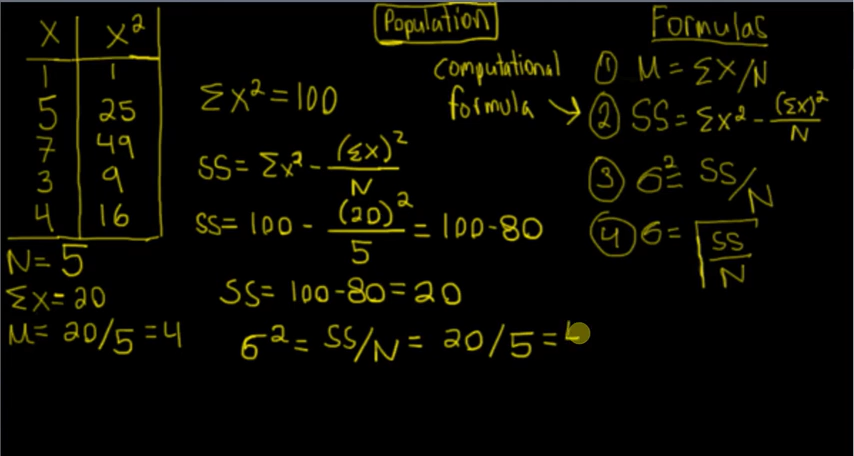 Population
Formulas
X X²
1 1
5 25
7 49
3 9
4 16
N = 5
ΣX = 20
M = 20/5 = 4
ΣX² = 100
SS = Σx² - (Σx)²/N
SS = 100 - (20)²/5 = 100-80
SS = 100-80 = 20
σ² = SS/N = 20/5 =
computational
formula →
① M = ΣX/N
② SS = Σx² - (Σx)²/N
③ σ² = SS/N
④ σ = √SS/N